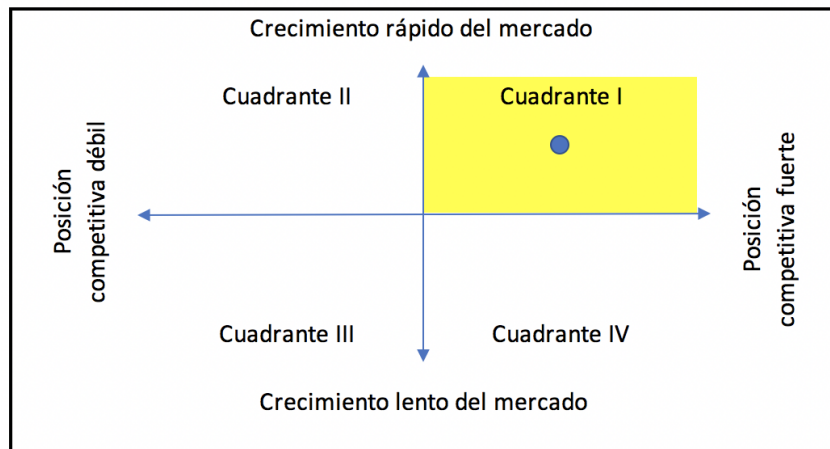 Crecimiento rápido del mercado
Cuadrante II
Cuadrante I
Posición
competitiva débil
Posición
competitiva fuerte
Cuadrante III
Cuadrante IV
Crecimiento lento del mercado